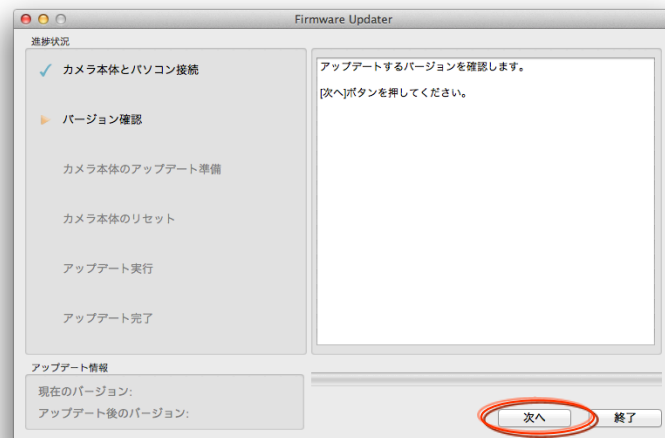 Firmware Updater
進捗状況
カメラ本体とパソコン接続
バージョン確認
カメラ本体のアップデート準備
カメラ本体のリセット
アップデート実行
アップデート完了
アップデートするバージョンを確認します。
[次へ]ボタンを押してください。
アップデート情報
現在のバージョン:
アップデート後のバージョン:
次へ
終了